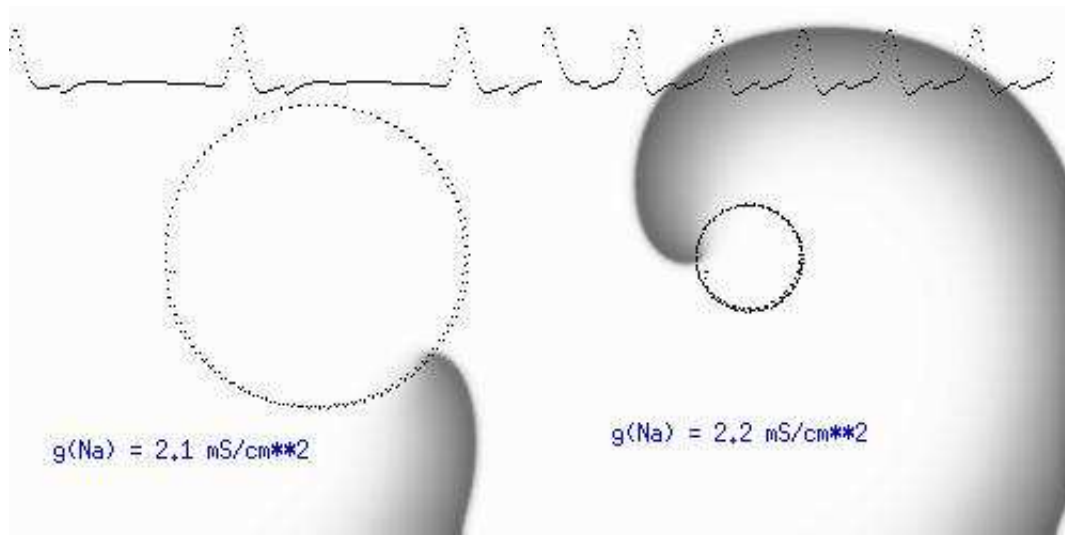 g(Na) = 2.1 mS/cm**2
g(Na) = 2.2 mS/cm**2